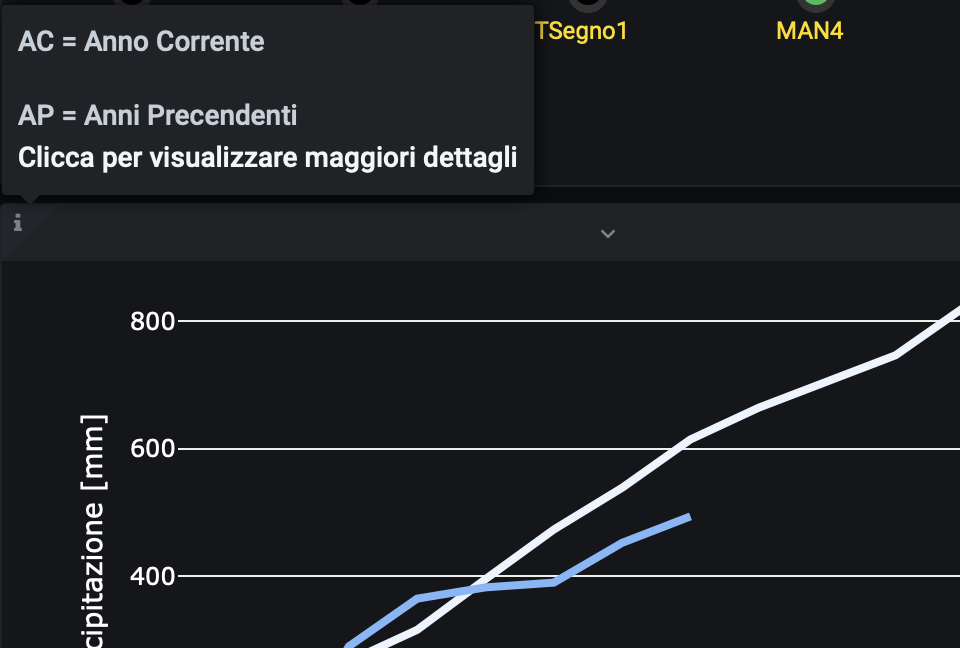 AC = Anno Corrente
AP = Anni Precendenti
Clicca per visualizzare maggiori dettagli
TSegno1
MAN4
i
800
600
400
cipitazione [mm]